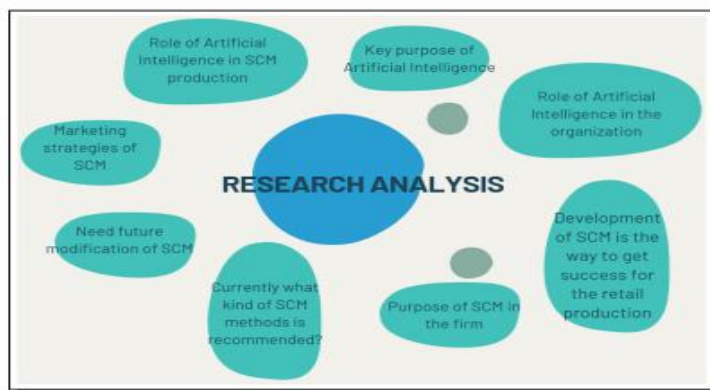 Role of Artificial
Intelligence in SCM
production
Key purpose of
Artificial Intelligence
Role of Artificial
Intelligence in the
organization
Marketing
strategies of
SCM
RESEARCH ANALYSIS
Need future
modification of SCM
Development
of SCM is the
way to get
success for
the retail
production
Currently what
kind of SCM
methods is
recommended?
Purpose of SCM in
the firm